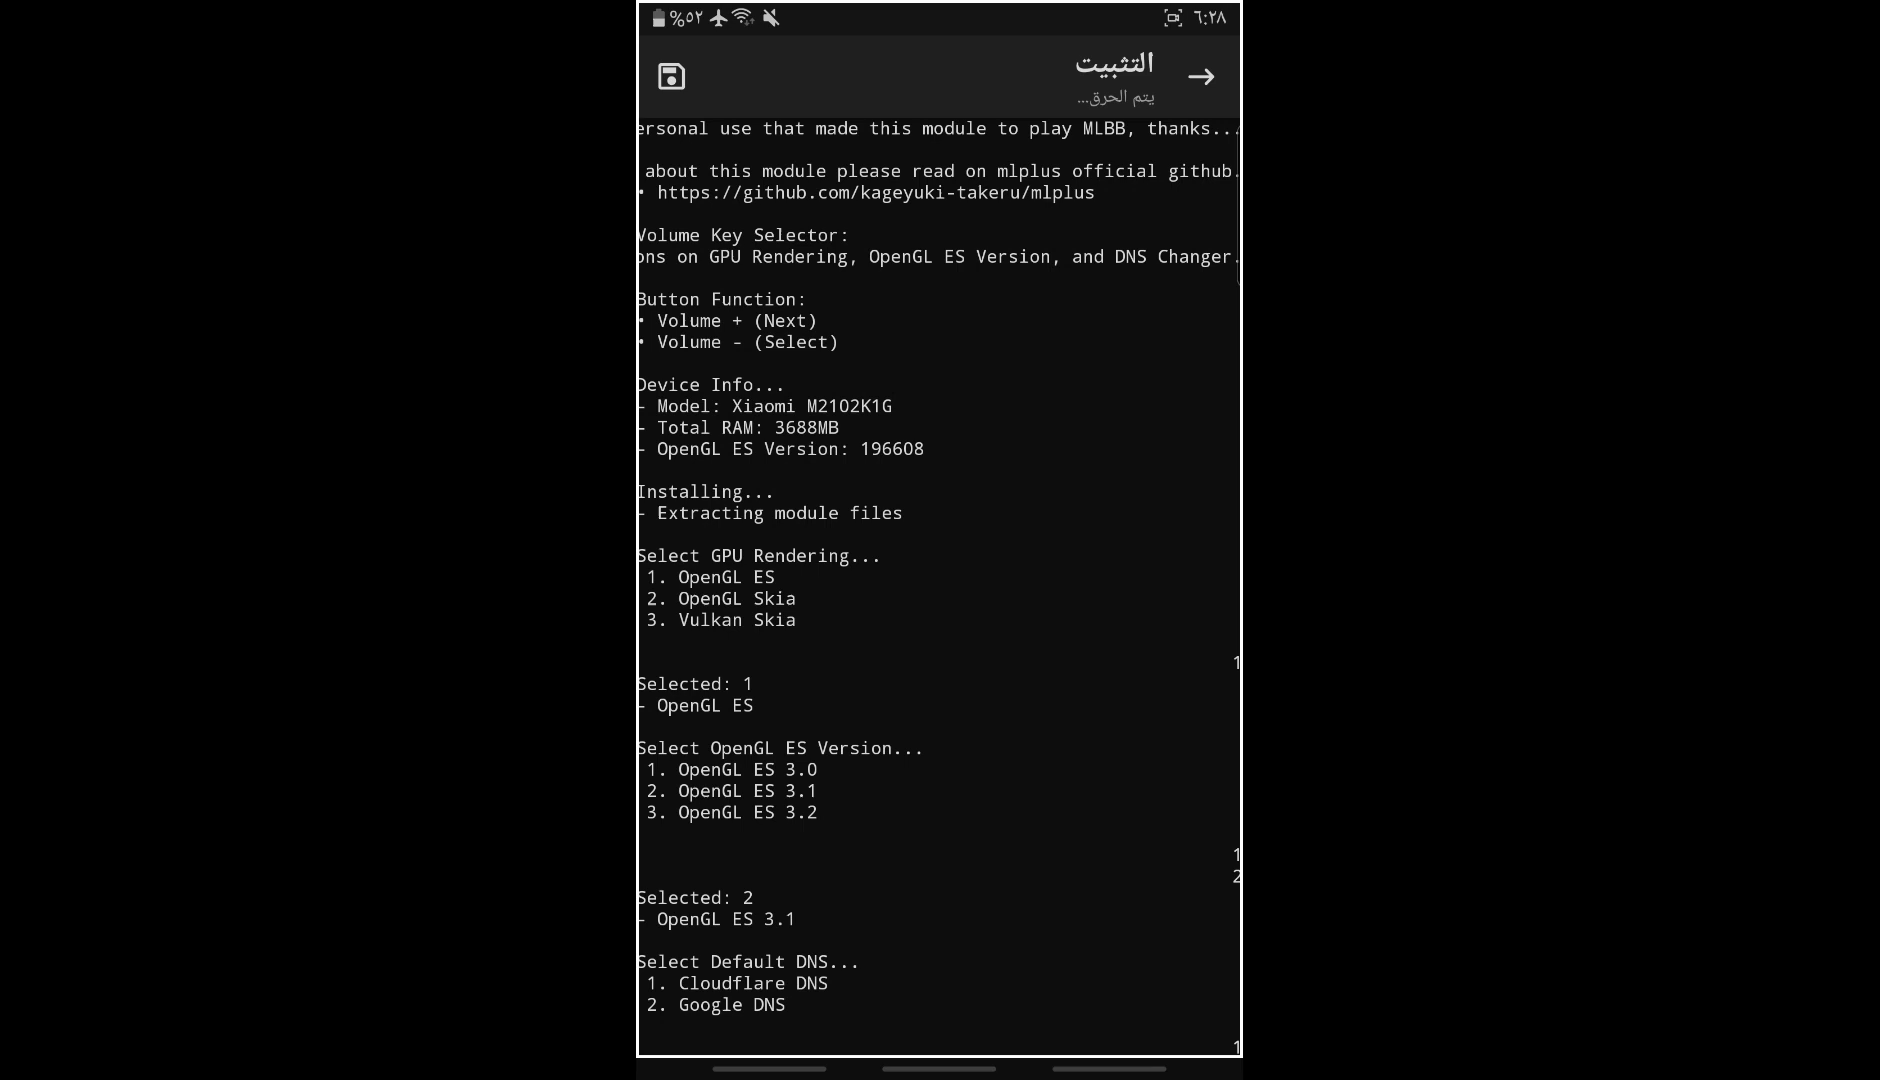 %٥٢
٦:٢٨
التثبيت
يتم الحرق...
ersonal use that made this module to play MLBB, thanks...
about this module please read on mlplus official github.
• https://github.com/kageyuki-takeru/mlplus
Volume Key Selector:
ons on GPU Rendering, OpenGL ES Version, and DNS Changer.
Button Function:
• Volume + (Next)
• Volume - (Select)
Device Info...
- Model: Xiaomi M2102K1G
- Total RAM: 3688MB
- OpenGL ES Version: 196608
Installing...
- Extracting module files
Select GPU Rendering...
1. OpenGL ES
2. OpenGL Skia
3. Vulkan Skia
1
Selected: 1
- OpenGL ES
Select OpenGL ES Version...
1. OpenGL ES 3.0
2. OpenGL ES 3.1
3. OpenGL ES 3.2
1
2
Selected: 2
- OpenGL ES 3.1
Select Default DNS...
1. Cloudflare DNS
2. Google DNS
1